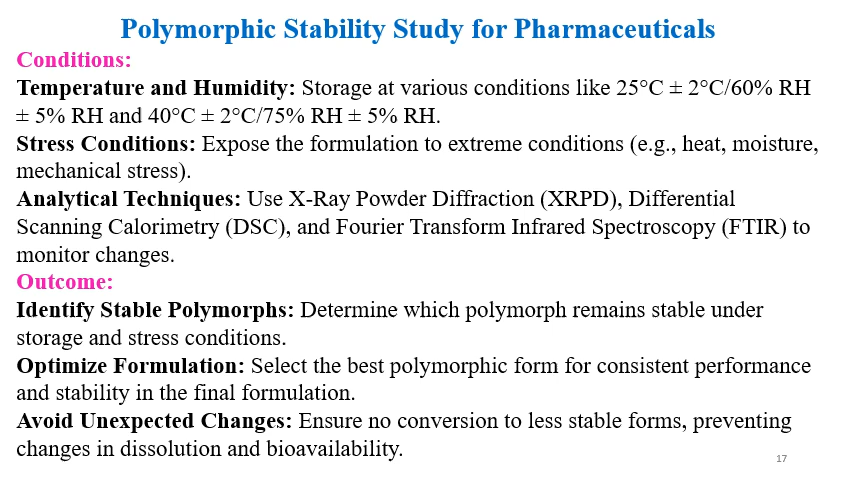 Polymorphic Stability Study for Pharmaceuticals
Conditions:
Temperature and Humidity: Storage at various conditions like 25°C ± 2°C/60% RH
± 5% RH and 40°C ± 2°C/75% RH ± 5% RH.
Stress Conditions: Expose the formulation to extreme conditions (e.g., heat, moisture,
mechanical stress).
Analytical Techniques: Use X-Ray Powder Diffraction (XRPD), Differential
Scanning Calorimetry (DSC), and Fourier Transform Infrared Spectroscopy (FTIR) to
monitor changes.
Outcome:
Identify Stable Polymorphs: Determine which polymorph remains stable under
storage and stress conditions.
Optimize Formulation: Select the best polymorphic form for consistent performance
and stability in the final formulation.
Avoid Unexpected Changes: Ensure no conversion to less stable forms, preventing
changes in dissolution and bioavailability.
17